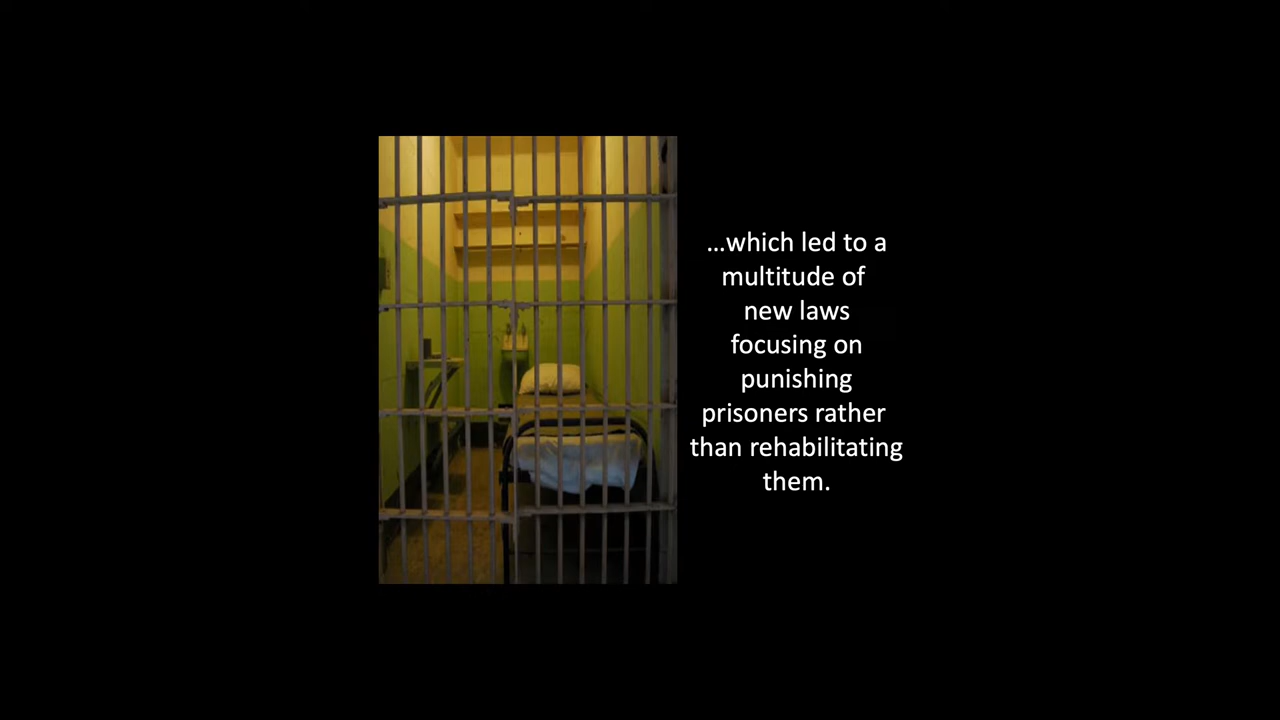 …which led to a
multitude of
new laws
focusing on
punishing
prisoners rather
than rehabilitating
them.